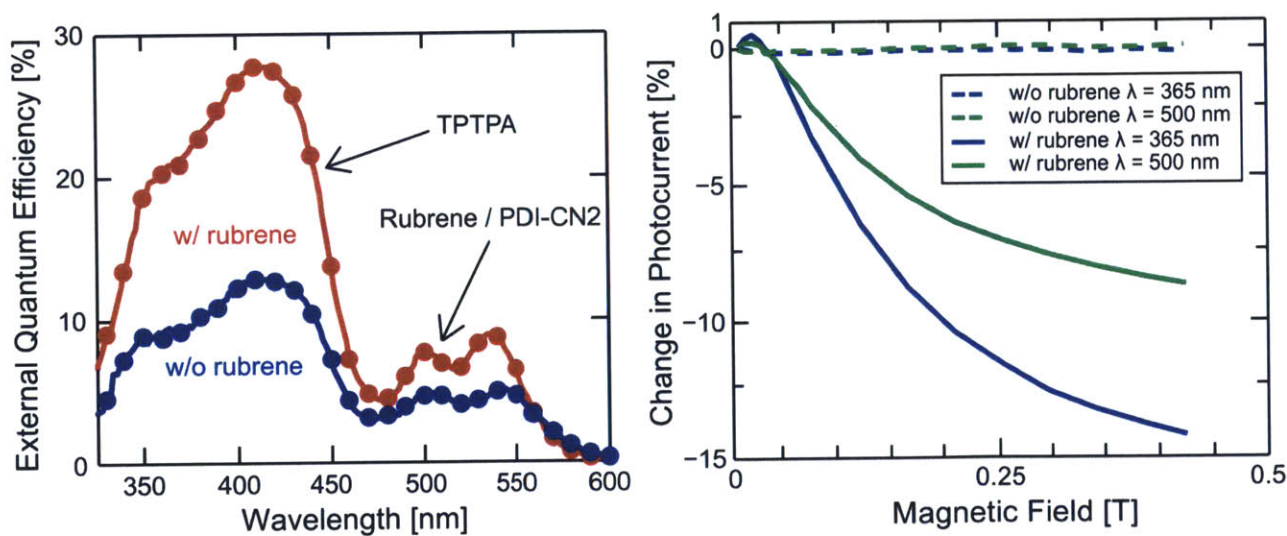 External Quantum Efficiency [%]
30
20
10
0
TPTPA
Rubrene / PDI-CN2
w/ rubrene
w/o rubrene
350 400 450 500 550 600
Wavelength [nm]
Change in Photocurrent [%]
1
0
−5
−10
−15
w/o rubrene λ = 365 nm
w/o rubrene λ = 500 nm
w/ rubrene λ = 365 nm
w/ rubrene λ = 500 nm
0 0.25 0.5
Magnetic Field [T]